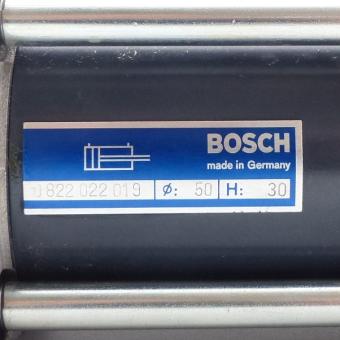 BOSCH
made in Germany
0 822 022 019 Ø: 50 H: 30